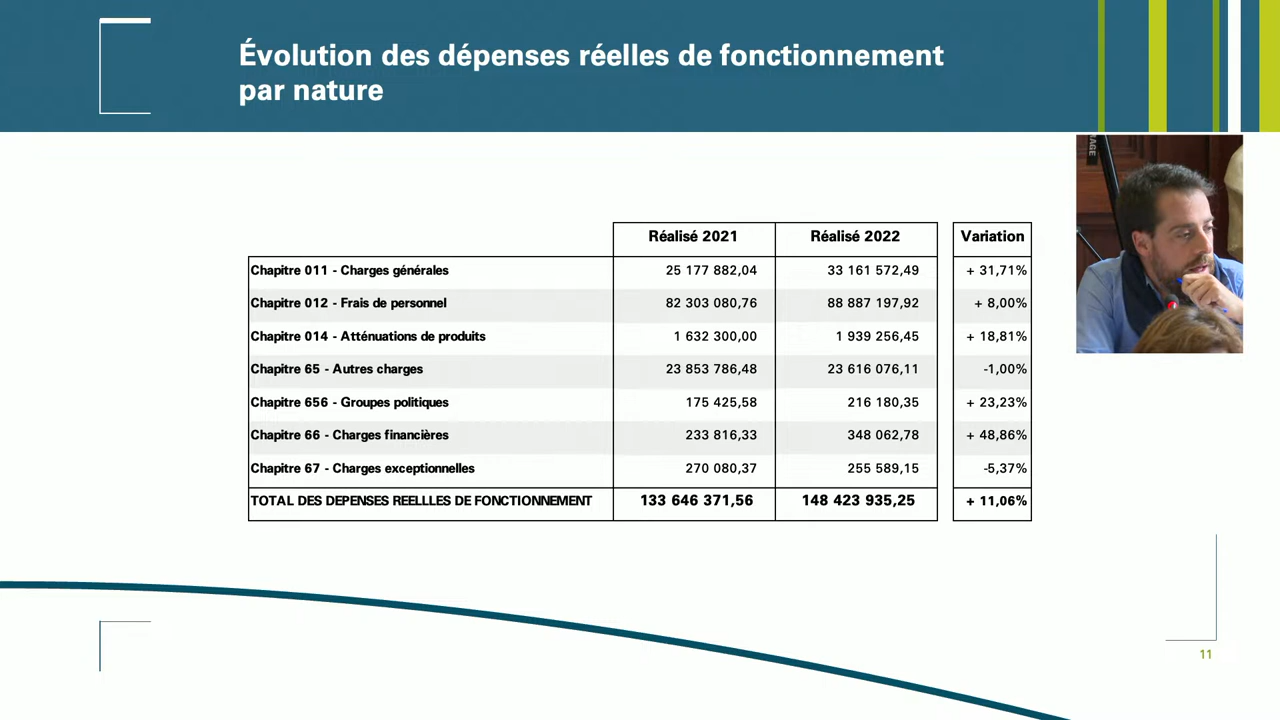 Évolution des dépenses réelles de fonctionnement
par nature
AGE
Réalisé 2021 Réalisé 2022 Variation
Chapitre 011 - Charges générales 25 177 882,04 33 161 572,49 + 31,71%
Chapitre 012 - Frais de personnel 82 303 080,76 88 887 197,92 + 8,00%
Chapitre 014 - Atténuations de produits 1 632 300,00 1 939 256,45 + 18,81%
Chapitre 65 - Autres charges 23 853 786,48 23 616 076,11 -1,00%
Chapitre 656 - Groupes politiques 175 425,58 216 180,35 + 23,23%
Chapitre 66 - Charges financières 233 816,33 348 062,78 + 48,86%
Chapitre 67 - Charges exceptionnelles 270 080,37 255 589,15 -5,37%
TOTAL DES DEPENSES REELLLES DE FONCTIONNEMENT 133 646 371,56 148 423 935,25 + 11,06%
11